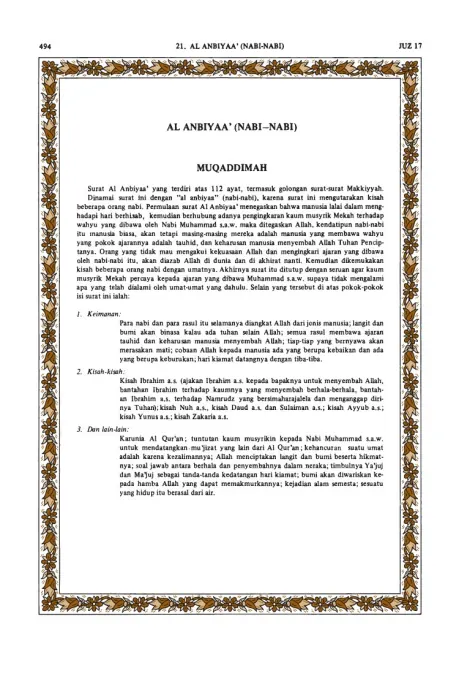 494
21. AL ANBIYAA' (NABI-NABI)
JUZ 17
AL ANBIYAA' (NABI—NABI)
MUQADDIMAH
Surat Al Anbiyaa' yang terdiri atas 112 ayat, termasuk golongan surat-surat Makkiyyah.
Dinamai surat ini dengan "al anbiyaa" (nabi-nabi), karena surat ini mengutarakan kisah
beberapa orang nabi. Permulaan surat Al Anbiyaa' menegaskan bahwa manusia lalai dalam meng-
hadapi hari berhisab, kemudian berhubung adanya pengingkaran kaum musyrik Mekah terhadap
wahyu yang dibawa oleh Nabi Muhammad s.a.w. maka ditegaskan Allah, kendatipun nabi-nabi
itu manusia biasa, akan tetapi masing-masing mereka adalah manusia yang membawa wahyu
yang pokok ajarannya adalah tauhid, dan keharusan manusia menyembah Allah Tuhan Pencip-
tanya. Orang yang tidak mau mengakui kekuasaan Allah dan mengingkari ajaran yang dibawa
oleh nabi-nabi itu, akan diazab Allah di dunia dan di akhirat nanti. Kemudian dikemukakan
kisah beberapa orang nabi dengan umatnya. Akhirnya surat itu ditutup dengan seruan agar kaum
musyrik Mekah percaya kepada ajaran yang dibawa Muhammad s.a.w. supaya tidak mengalami
apa yang telah dialami oleh umat-umat yang dahulu. Selain yang tersebut di atas pokok-pokok
isi surat ini ialah:
1. Keimanan:
Para nabi dan para rasul itu selamanya diangkat Allah dari jenis manusia; langit dan
bumi akan binasa kalau ada tuhan selain Allah; semua rasul membawa ajaran
tauhid dan keharusan manusia menyembah Allah; tiap-tiap yang bernyawa akan
merasakan mati; cobaan Allah kepada manusia ada yang berupa kebaikan dan ada
yang berupa keburukan; hari kiamat datangnya dengan tiba-tiba.
2. Kisah-kisah:
Kisah Ibrahim a.s. (ajakan Ibrahim a.s. kepada bapaknya untuk menyembah Allah,
bantahan Ibrahim terhadap kaumnya yang menyembah berhala-berhala, bantah-
an Ibrahim a.s. terhadap Namrudz yang bersimaharajalela dan menganggap diri-
nya Tuhan); kisah Nuh a.s., kisah Daud a.s. dan Sulaiman a.s.; kisah Ayyub a.s.;
kisah Yunus a.s.; kisah Zakaria a.s.
3. Dan lain-lain:
Karunia Al Qur'an; tuntutan kaum musyrikin kepada Nabi Muhammad s.a.w.
untuk mendatangkan mu'jizat yang lain dari Al Qur'an; kehancuran suatu umat
adalah karena kezalimannya; Allah menciptakan langit dan bumi beserta hikmat-
nya; soal jawab antara berhala dan penyembahnya dalam neraka; timbulnya Ya'juj
dan Ma'juj sebagai tanda-tanda kedatangan hari kiamat; bumi akan diwariskan ke-
pada hamba Allah yang dapat memakmurkannya; kejadian alam semesta; sesuatu
yang hidup itu berasal dari air.